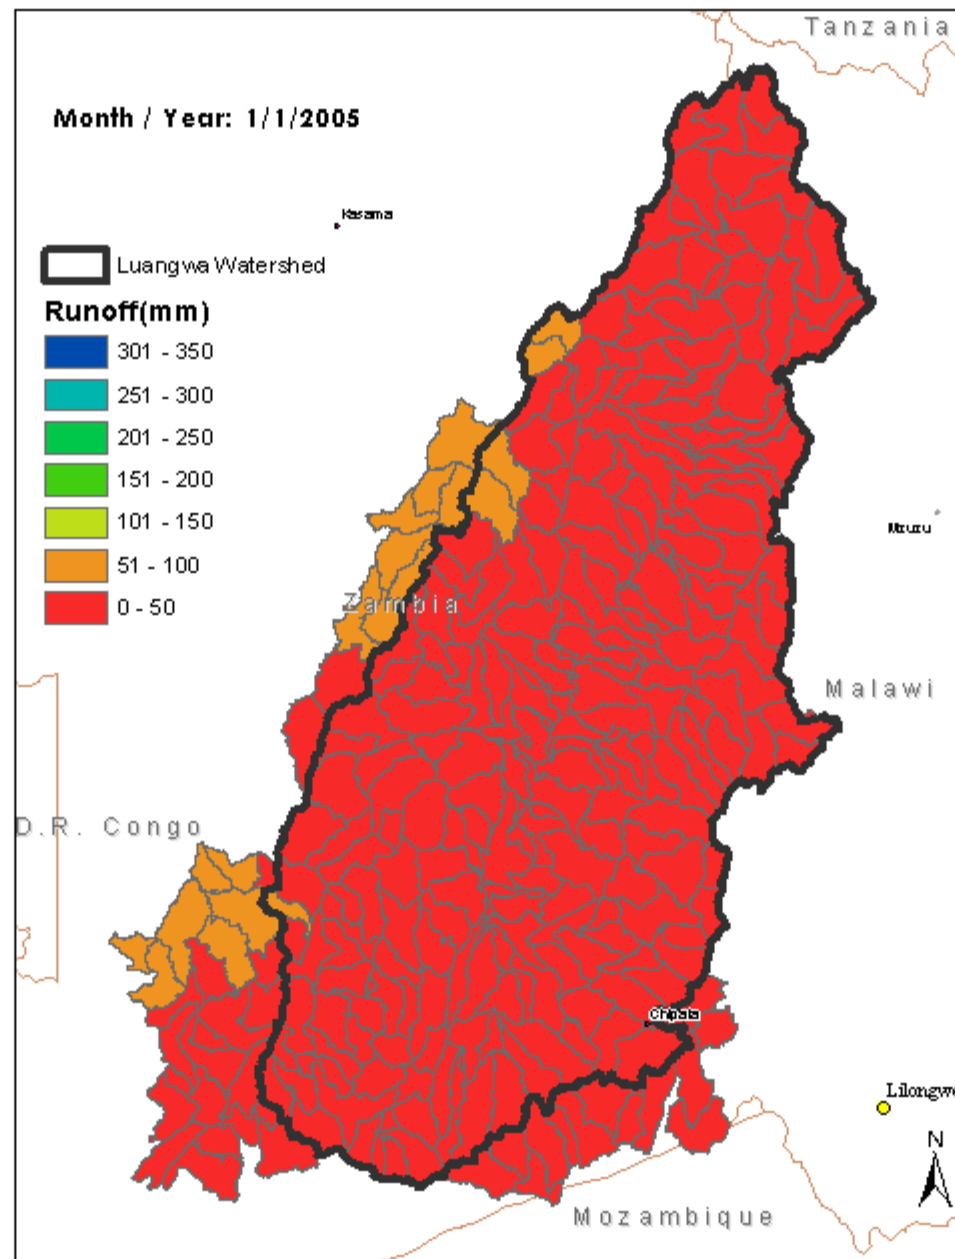 Tanzania
Month / Year: 1/1/2005
Kasama
Luangwa Watershed
Runoff(mm)
301 - 350
251 - 300
201 - 250
151 - 200
101 - 150
51 - 100
0 - 50
Mzuzu
Zambia
Malawi
D.R. Congo
Chipata
Lilongwe
N
Mozambique